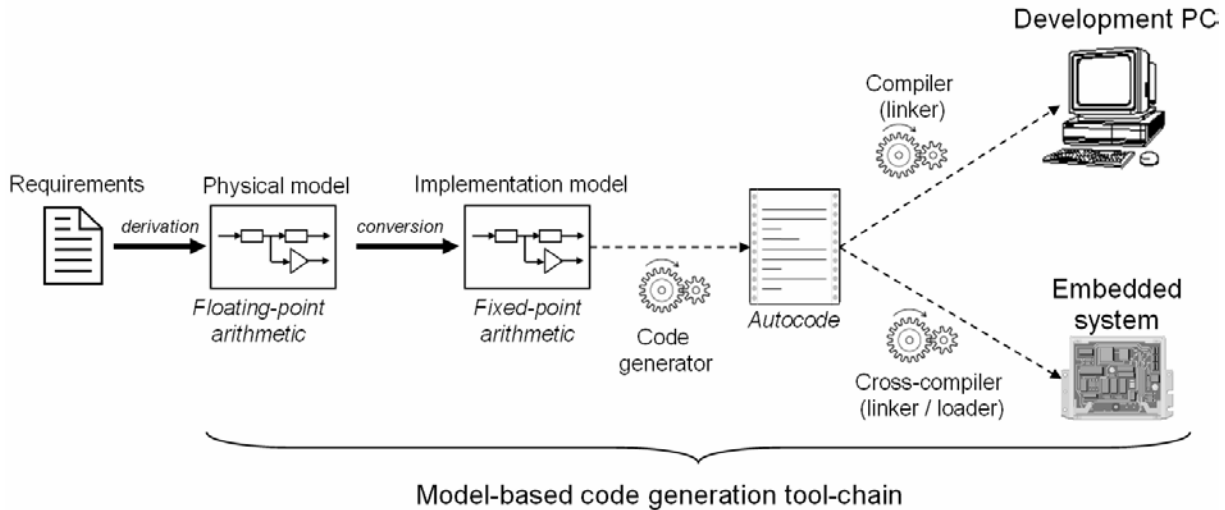 Development PC
Compiler
(linker)
Requirements
Physical model
Implementation model
derivation
conversion
Floating-point
arithmetic
Fixed-point
arithmetic
Code
generator
Autocode
Embedded
system
Cross-compiler
(linker / loader)
Model-based code generation tool-chain